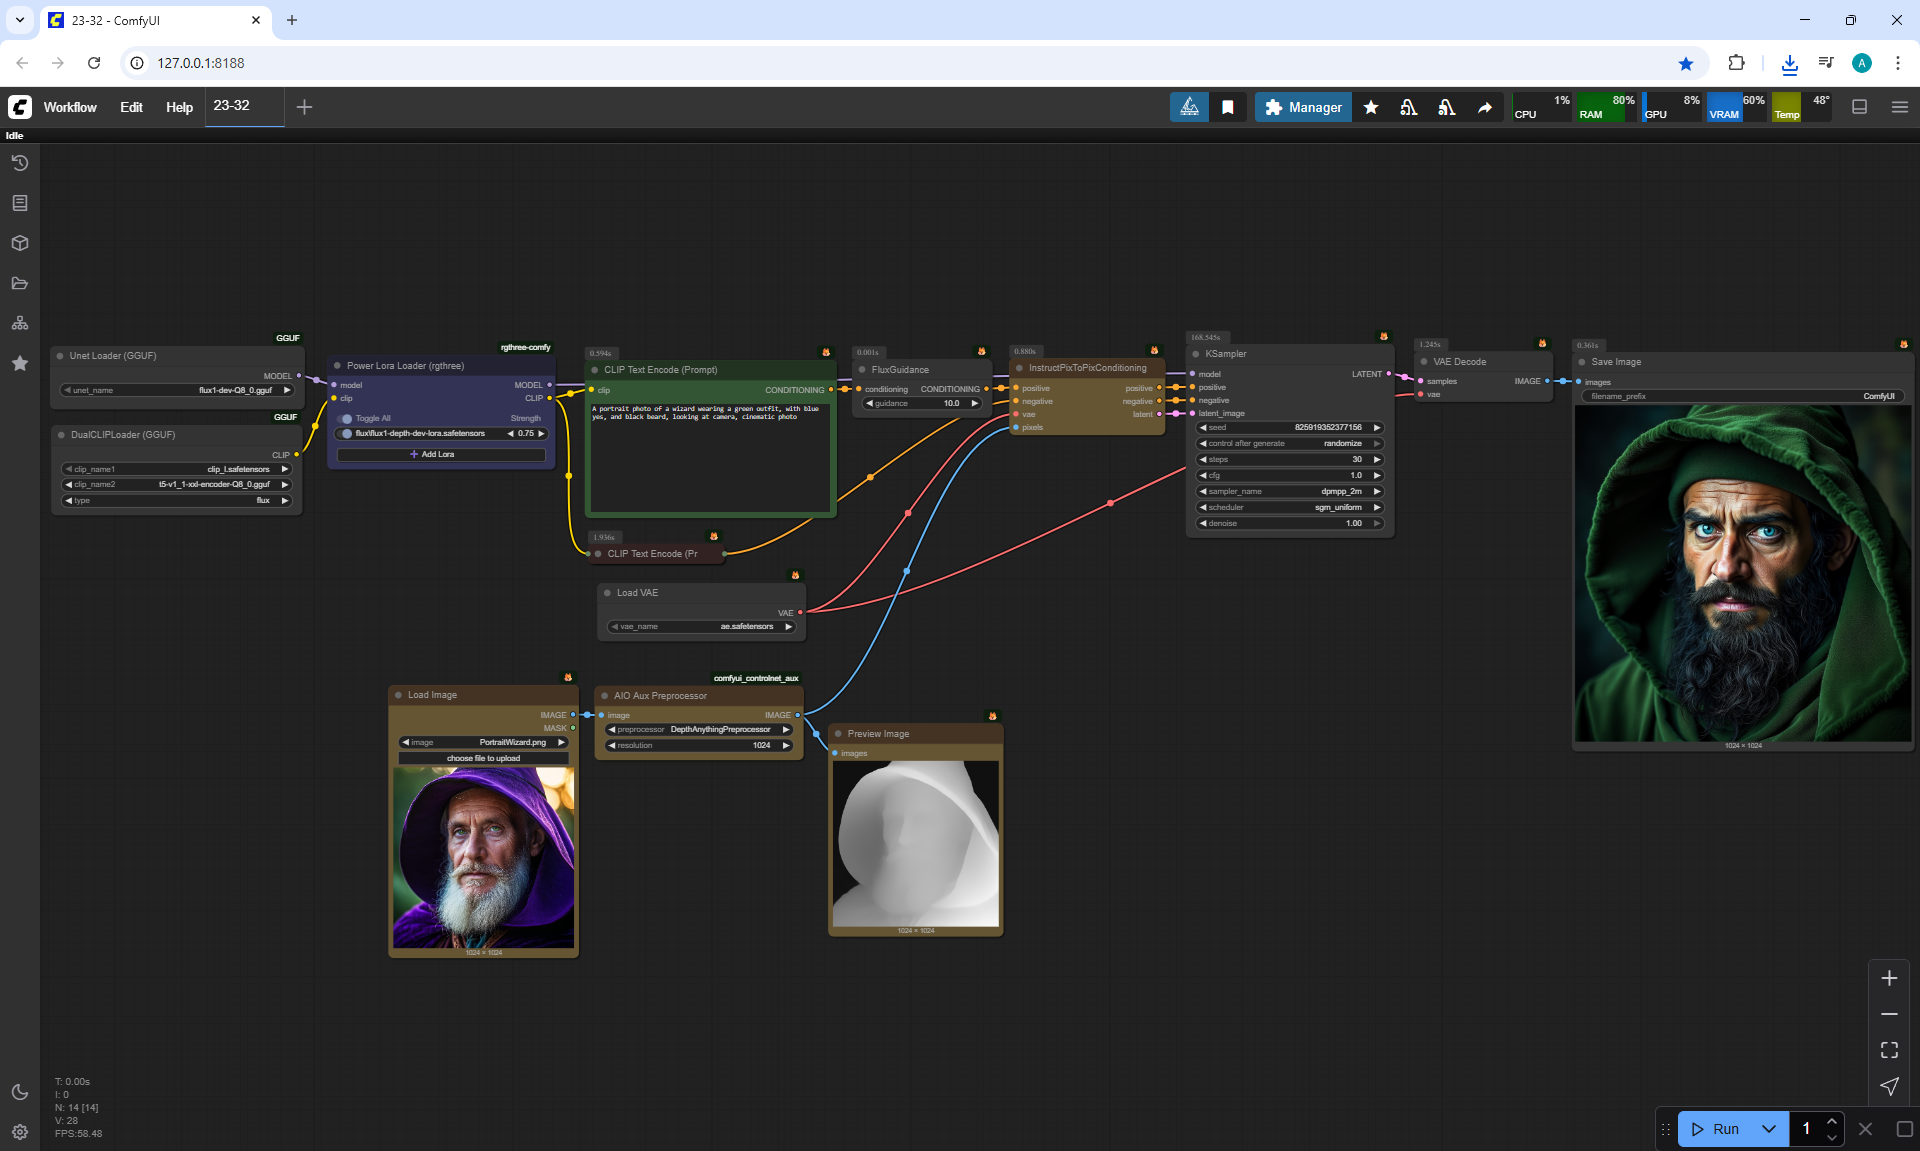 23-32 - ComfyUI
127.0.0.1:8188
A
Workflow
Edit
Help
23-32
Manager
CPU
1%
RAM
80%
GPU
8%
VRAM
60%
Temp
48°
Idle
GGUF
Unet Loader (GGUF)
MODEL
unet_name
flux1-dev-Q8_0.gguf
GGUF
DualCLIPLoader (GGUF)
CLIP
clip_name1
clip_l.safetensors
clip_name2
t5-v1_1-xxl-encoder-Q8_0.gguf
type
flux
rgthree-comfy
Power Lora Loader (rgthree)
model
MODEL
clip
CLIP
Toggle All
Strength
flux\flux1-depth-dev-lora.safetensors
0.75
+ Add Lora
0.594s
CLIP Text Encode (Prompt)
clip
CONDITIONING
A portrait photo of a wizard wearing a green outfit, with blue
yes, and black beard, looking at camera, cinematic photo
1.936s
CLIP Text Encode (Pr
Load VAE
VAE
vae_name
ae.safetensors
0.001s
FluxGuidance
conditioning
CONDITIONING
guidance
10.0
0.880s
InstructPixToPixConditioning
positive
positive
negative
negative
vae
latent
pixels
168.545s
KSampler
model
LATENT
positive
negative
latent_image
seed
825919352377156
control after generate
randomize
steps
30
cfg
1.0
sampler_name
dpmpp_2m
scheduler
sgm_uniform
denoise
1.00
1.245s
VAE Decode
samples
IMAGE
vae
0.361s
Save Image
images
filename_prefix
ComfyUI
1024 × 1024
Load Image
IMAGE
MASK
image
PortraitWizard.png
choose file to upload
1024 × 1024
comfyui_controlnet_aux
AIO Aux Preprocessor
image
IMAGE
preprocessor
DepthAnythingPreprocessor
resolution
1024
Preview Image
images
1024 × 1024
T: 0.00s
I: 0
N: 14 [14]
V: 28
FPS:58.48
Run
1